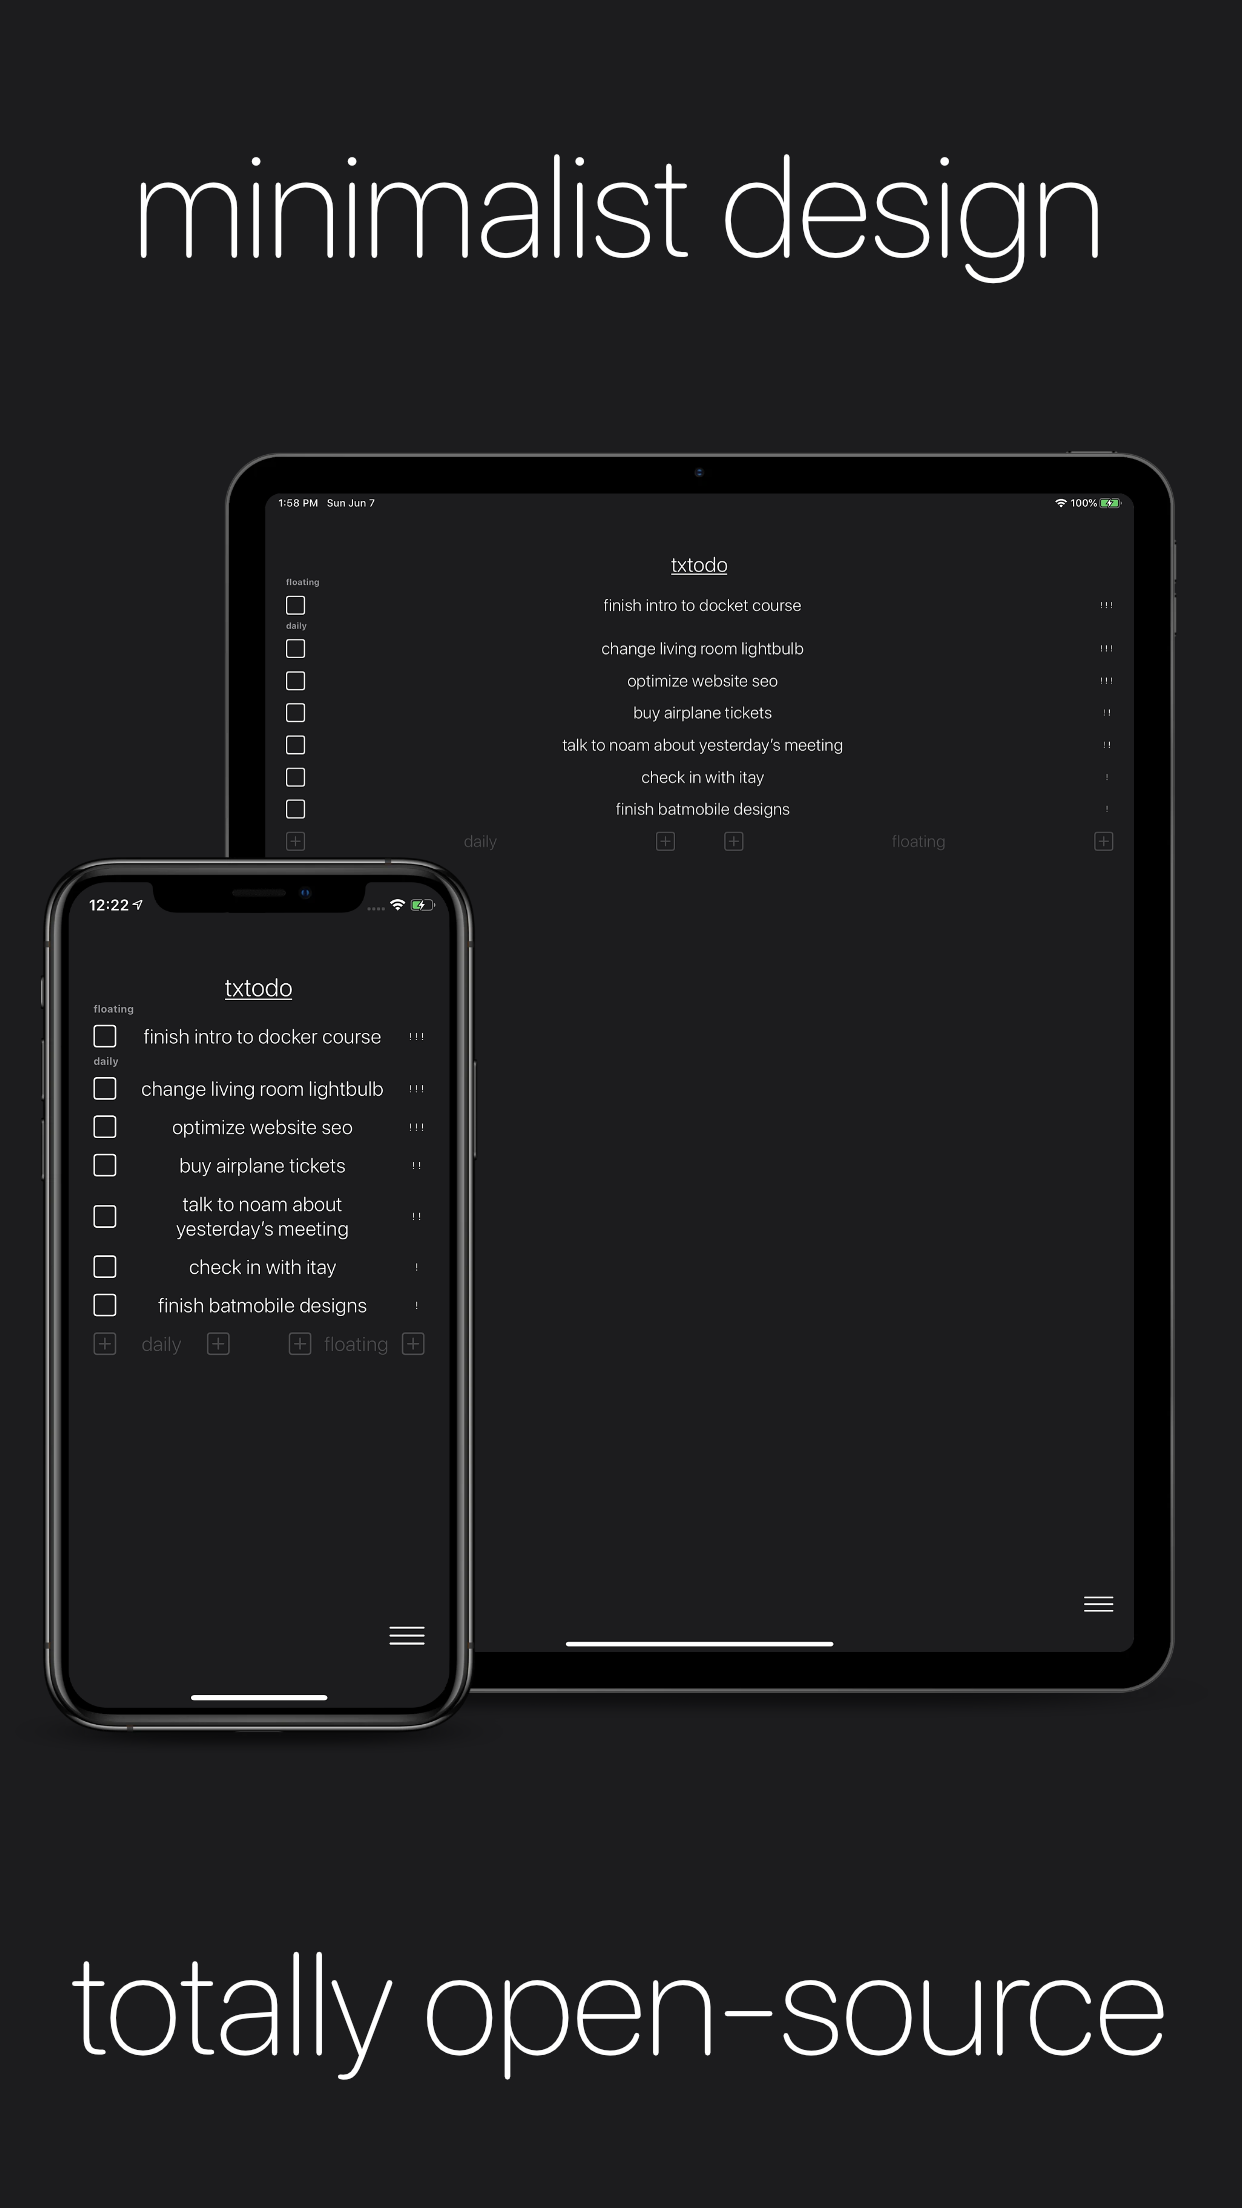 minimalist design
1:58 PM Sun Jun 7 100%
txtodo
floating
finish intro to docket course !!!
daily
change living room lightbulb !!!
optimize website seo !!!
buy airplane tickets !!
talk to noam about yesterday's meeting !!
check in with itay !
finish batmobile designs !
daily floating
12:22
txtodo
floating
finish intro to docker course !!!
daily
change living room lightbulb !!!
optimize website seo !!!
buy airplane tickets !!
talk to noam about
yesterday's meeting !!
check in with itay !
finish batmobile designs !
daily floating
totally open-source